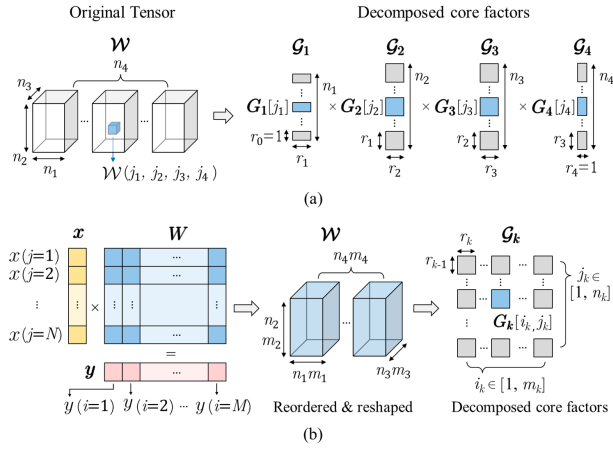 Original Tensor
Decomposed core factors
𝓦
n₄
n₃
n₂
n₁
...
...
𝓦(j₁, j₂, j₃, j₄)
𝓖₁
𝓖₂
𝓖₃
𝓖₄
G₁[j₁] × G₂[j₂] × G₃[j₃] × G₄[j₄]
n₁
n₂
n₃
n₄
r₀=1
r₁
r₁
r₂
r₂
r₃
r₃
r₄=1
(a)
x
W
x(j=1)
x(j=2)
⋮
x(j=N)
×
...
...
=
y
...
y(i=1)
y(i=2) ··· y(i=M)
𝓦
n₄m₄
...
n₂
m₂
n₁m₁
n₃m₃
Reordered & reshaped
𝓖ₖ
rₖ
rₖ₋₁
jₖ∈
[1, nₖ]
Gₖ[iₖ, jₖ]
iₖ∈[1, mₖ]
Decomposed core factors
(b)